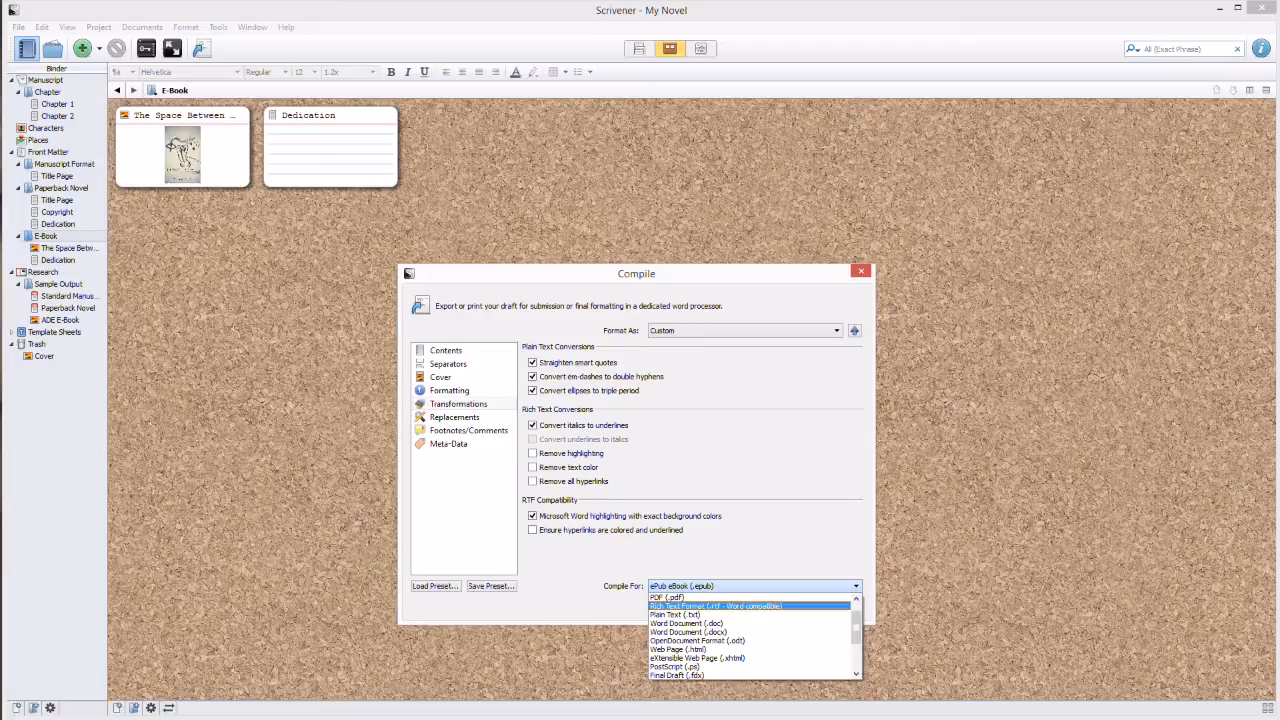 Scrivener - My Novel
File Edit View Project Documents Format Tools Window Help
All (Exact Phrase)
Binder
Helvetica Regular 12 1.2x B I U A
E-Book
Manuscript
Chapter
Chapter 1
Chapter 2
Characters
Places
Front Matter
Manuscript Format
Title Page
Paperback Novel
Title Page
Copyright
Dedication
E-Book
The Space Betw...
Dedication
Research
Sample Output
Standard Manus...
Paperback Novel
ADE E-Book
Template Sheets
Trash
Cover
The Space Between ...
Dedication
Compile
Export or print your draft for submission or final formatting in a dedicated word processor.
Format As: Custom
Contents
Separators
Cover
Formatting
Transformations
Replacements
Footnotes/Comments
Meta-Data
Plain Text Conversions
Straighten smart quotes
Convert em-dashes to double hyphens
Convert ellipses to triple period
Rich Text Conversions
Convert italics to underlines
Convert underlines to italics
Remove highlighting
Remove text color
Remove all hyperlinks
RTF Compatibility
Microsoft Word highlighting with exact background colors
Ensure hyperlinks are colored and underlined
Load Preset... Save Preset... Compile For: ePub eBook (.epub)
PDF (.pdf)
Rich Text Format (.rtf - Word compatible)
Plain Text (.txt)
Word Document (.doc)
Word Document (.docx)
OpenDocument Format (.odt)
Web Page (.html)
eXtensible Web Page (.xhtml)
PostScript (.ps)
Final Draft (.fdx)